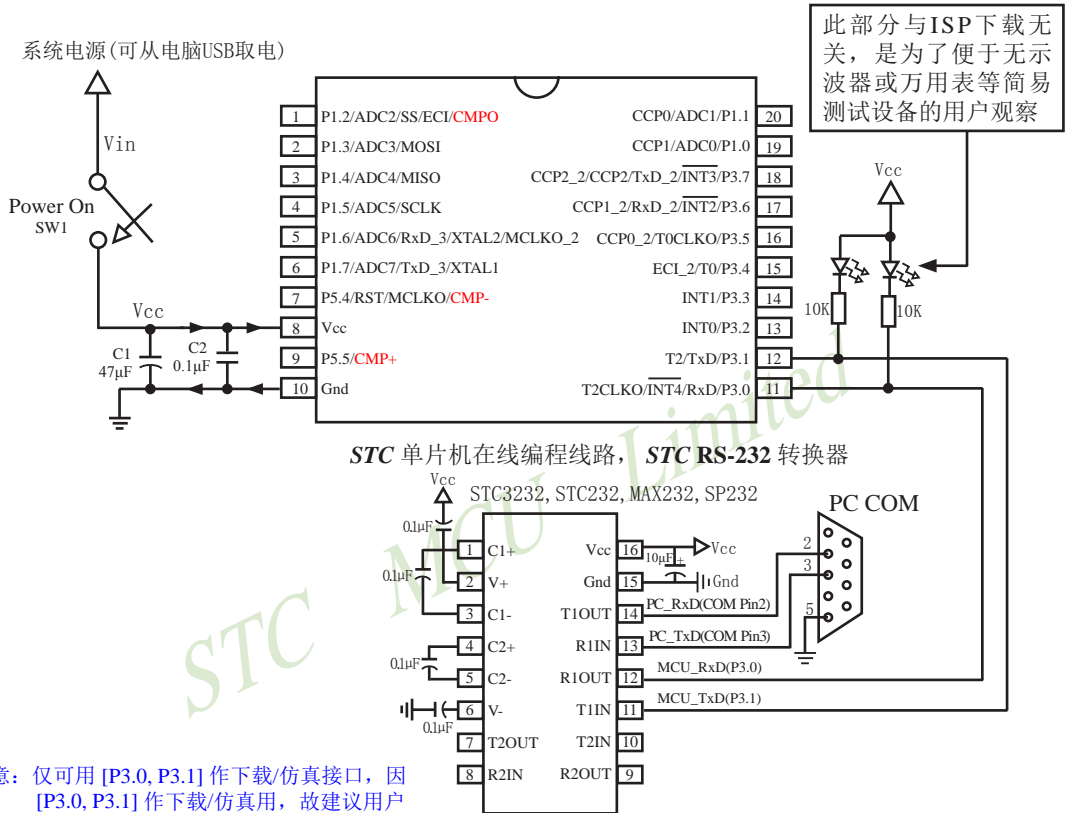 系统电源(可从电脑USB取电)
此部分与ISP下载无
关，是为了便于无示
波器或万用表等简易
测试设备的用户观察
Vin
Power On
SW1
Vcc
C1
47μF
C2
0.1μF
1 P1.2/ADC2/SS/ECI/CMPO
2 P1.3/ADC3/MOSI
3 P1.4/ADC4/MISO
4 P1.5/ADC5/SCLK
5 P1.6/ADC6/RxD_3/XTAL2/MCLKO_2
6 P1.7/ADC7/TxD_3/XTAL1
7 P5.4/RST/MCLKO/CMP-
8 Vcc
9 P5.5/CMP+
10 Gnd
CCP0/ADC1/P1.1 20
CCP1/ADC0/P1.0 19
CCP2_2/CCP2/TxD_2/INT3/P3.7 18
CCP1_2/RxD_2/INT2/P3.6 17
CCP0_2/T0CLKO/P3.5 16
ECI_2/T0/P3.4 15
INT1/P3.3 14
INT0/P3.2 13
T2/TxD/P3.1 12
T2CLKO/INT4/RxD/P3.0 11
Vcc
10K
10K
STC MCU Limited
STC 单片机在线编程线路， STC RS-232 转换器
STC3232,STC232,MAX232,SP232
Vcc
0.1μF
0.1μF
0.1μF
0.1μF
1 C1+
2 V+
3 C1-
4 C2+
5 C2-
6 V-
7 T2OUT
8 R2IN
Vcc 16
Gnd 15
T1OUT 14
R1IN 13
R1OUT 12
T1IN 11
T2IN 10
R2OUT 9
10μF +
Vcc
Gnd
PC_RxD(COM Pin2)
PC_TxD(COM Pin3)
MCU_RxD(P3.0)
MCU_TxD(P3.1)
PC COM
2
3
5
意：仅可用 [P3.0, P3.1] 作下载/仿真接口，因
[P3.0, P3.1] 作下载/仿真用，故建议用户